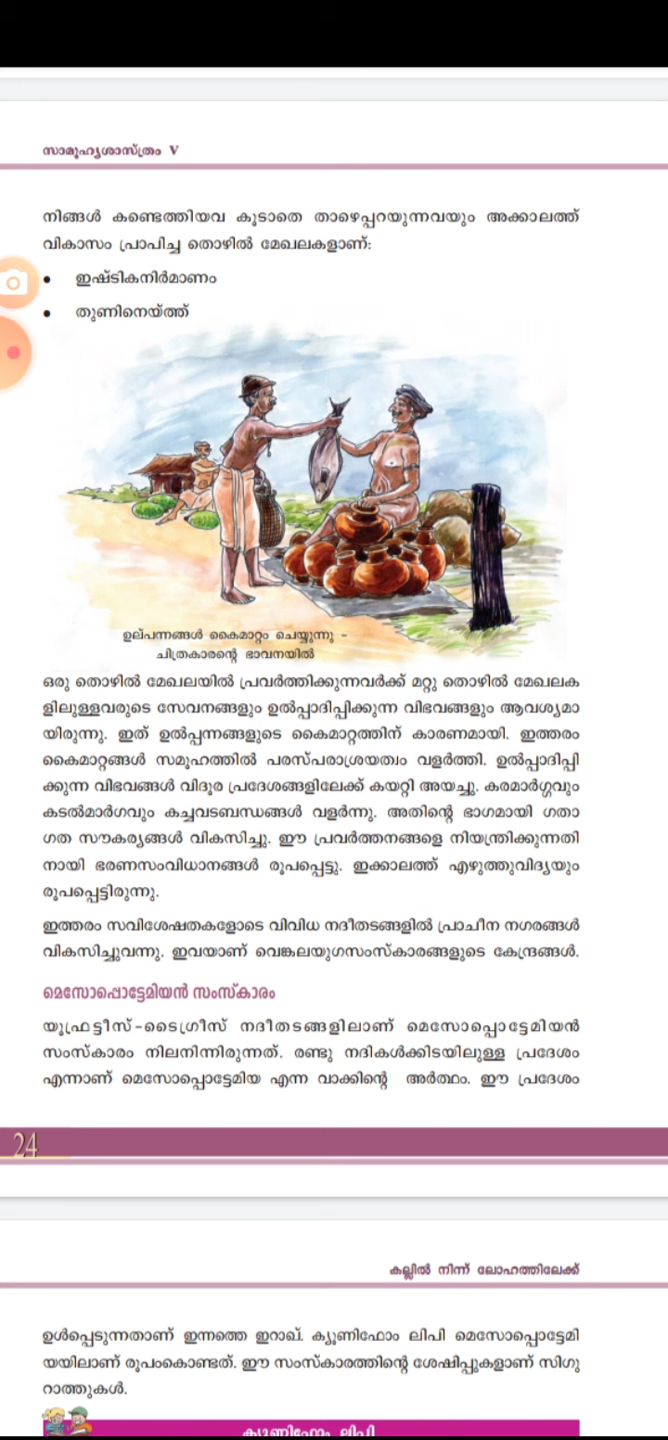 സാമൂഹ്യശാസ്ത്രം V
നിങ്ങൾ കണ്ടെത്തിയവ കൂടാതെ താഴെപ്പറയുന്നവയും അക്കാലത്ത്
വികാസം പ്രാപിച്ച തൊഴിൽ മേഖലകളാണ്:
• ഇഷ്ടികനിർമാണം
• തുണിനെയ്ത്ത്
ഉല്പന്നങ്ങൾ കൈമാറ്റം ചെയ്യുന്നു –
ചിത്രകാരന്റെ ഭാവനയിൽ
ഒരു തൊഴിൽ മേഖലയിൽ പ്രവർത്തിക്കുന്നവർക്ക് മറ്റു തൊഴിൽ മേഖലക
ളിലുള്ളവരുടെ സേവനങ്ങളും ഉൽപ്പാദിപ്പിക്കുന്ന വിഭവങ്ങളും ആവശ്യമാ
യിരുന്നു. ഇത് ഉൽപ്പന്നങ്ങളുടെ കൈമാറ്റത്തിന് കാരണമായി. ഇത്തരം
കൈമാറ്റങ്ങൾ സമൂഹത്തിൽ പരസ്പരാശ്രയത്വം വളർത്തി. ഉൽപ്പാദിപ്പി
ക്കുന്ന വിഭവങ്ങൾ വിദൂര പ്രദേശങ്ങളിലേക്ക് കയറ്റി അയച്ചു. കരമാർഗ്ഗവും
കടൽമാർഗവും കച്ചവടബന്ധങ്ങൾ വളർന്നു. അതിന്റെ ഭാഗമായി ഗതാ
ഗത സൗകര്യങ്ങൾ വികസിച്ചു. ഈ പ്രവർത്തനങ്ങളെ നിയന്ത്രിക്കുന്നതി
നായി ഭരണസംവിധാനങ്ങൾ രൂപപ്പെട്ടു. ഇക്കാലത്ത് എഴുത്തുവിദ്യയും
രൂപപ്പെട്ടിരുന്നു.
ഇത്തരം സവിശേഷതകളോടെ വിവിധ നദീതടങ്ങളിൽ പ്രാചീന നഗരങ്ങൾ
വികസിച്ചുവന്നു. ഇവയാണ് വെങ്കലയുഗസംസ്കാരങ്ങളുടെ കേന്ദ്രങ്ങൾ.
മെസോപ്പൊട്ടേമിയൻ സംസ്കാരം
യൂഫ്രട്ടീസ്-ടൈഗ്രീസ് നദീതടങ്ങളിലാണ് മെസോപ്പൊട്ടേമിയൻ
സംസ്കാരം നിലനിന്നിരുന്നത്. രണ്ടു നദികൾക്കിടയിലുള്ള പ്രദേശം
എന്നാണ് മെസോപ്പൊട്ടേമിയ എന്ന വാക്കിന്റെ അർത്ഥം. ഈ പ്രദേശം
24
കല്ലിൽ നിന്ന് ലോഹത്തിലേക്ക്
ഉൾപ്പെടുന്നതാണ് ഇന്നത്തെ ഇറാഖ്. ക്യൂണിഫോം ലിപി മെസോപ്പൊട്ടേമി
യയിലാണ് രൂപംകൊണ്ടത്. ഈ സംസ്കാരത്തിന്റെ ശേഷിപ്പുകളാണ് സിഗു
റാത്തുകൾ.
ക്യൂണിഫോം ലിപി